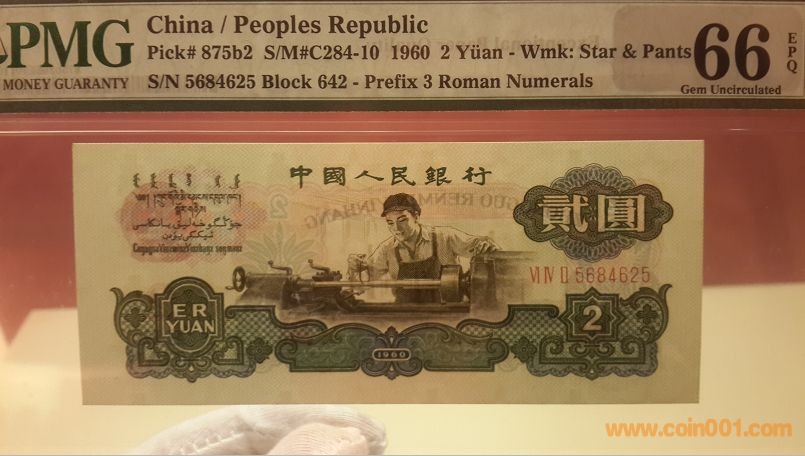 PMG
MONEY GUARANTY
China / Peoples Republic
Pick# 875b2 S/M#C284-10 1960 2 Yüan - Wmk: Star & Pants
S/N 5684625 Block 642 - Prefix 3 Roman Numerals
66
EPQ
Gem Uncirculated
中國人民銀行
貳圓
VI IV II 5684625
ER
YUAN
1960
2
www.coin001.com